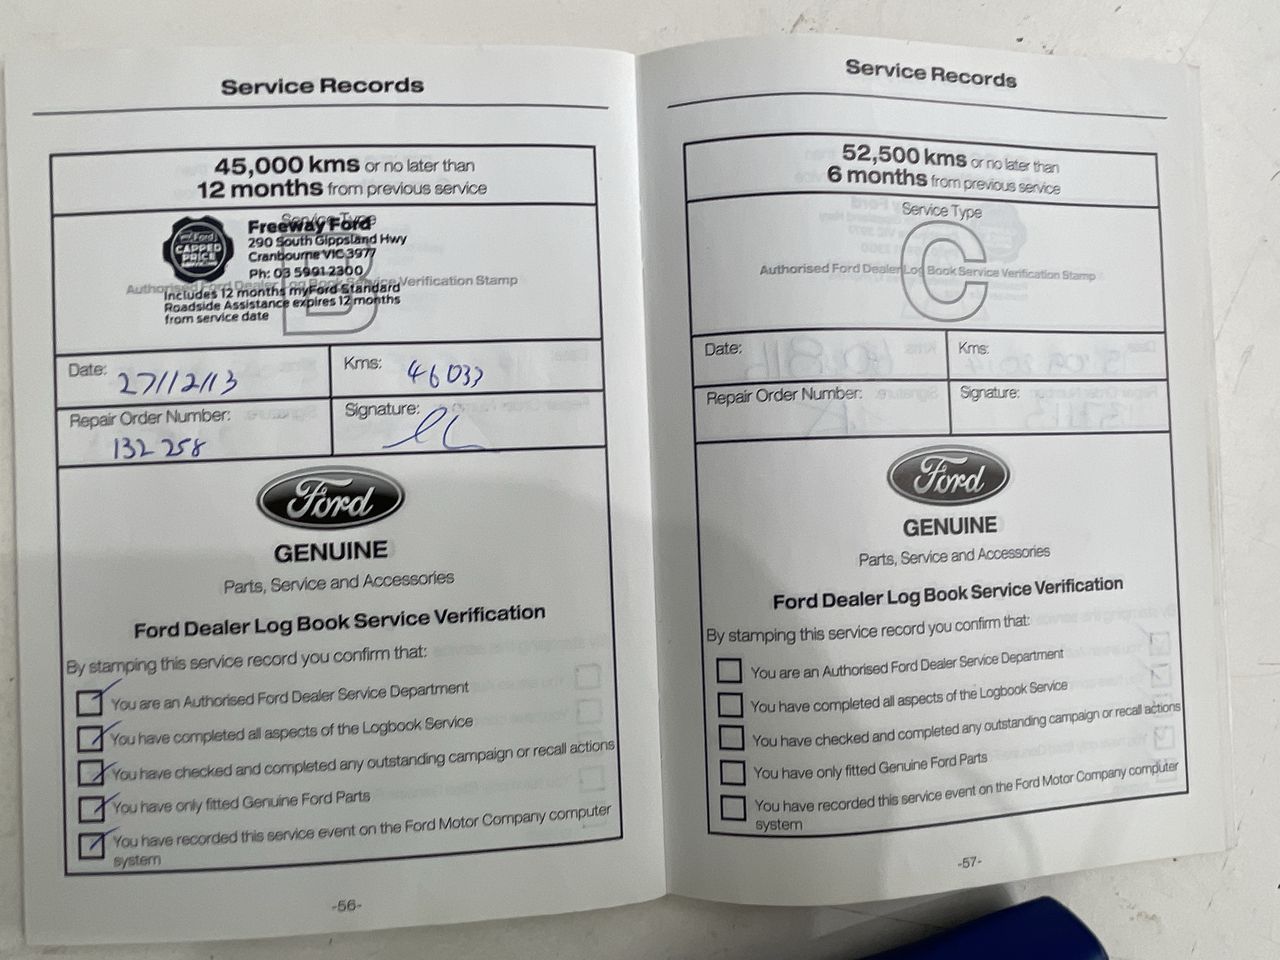 Service Records
45,000 kms or no later than
12 months from previous service
Service Type
B
Ford
CAPPED
PRICE
Freeway Ford
290 South Gippsland Hwy
Cranbourne VIC 3977
Ph: 03 5991 2300
Authorised Ford Dealer Log Book Service Verification Stamp
Includes 12 months myFord Standard
Roadside Assistance expires 12 months
from service date
Date: 27/12/13
Kms: 46033
Repair Order Number: 132 258
Signature:
Ford
GENUINE
Parts, Service and Accessories
Ford Dealer Log Book Service Verification
By stamping this service record you confirm that:
You are an Authorised Ford Dealer Service Department
You have completed all aspects of the Logbook Service
You have checked and completed any outstanding campaign or recall actions
You have only fitted Genuine Ford Parts
You have recorded this service event on the Ford Motor Company computer
system
-56-
Service Records
52,500 kms or no later than
6 months from previous service
Service Type
C
Authorised Ford Dealer Log Book Service Verification Stamp
Date:
Kms:
Repair Order Number:
Signature:
Ford
GENUINE
Parts, Service and Accessories
Ford Dealer Log Book Service Verification
By stamping this service record you confirm that:
You are an Authorised Ford Dealer Service Department
You have completed all aspects of the Logbook Service
You have checked and completed any outstanding campaign or recall actions
You have only fitted Genuine Ford Parts
You have recorded this service event on the Ford Motor Company computer
system
-57-